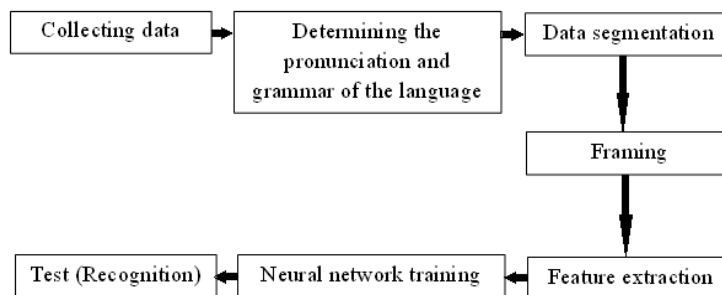 Collecting data
Determining the
pronunciation and
grammar of the language
Data segmentation
Framing
Feature extraction
Neural network training
Test (Recognition)